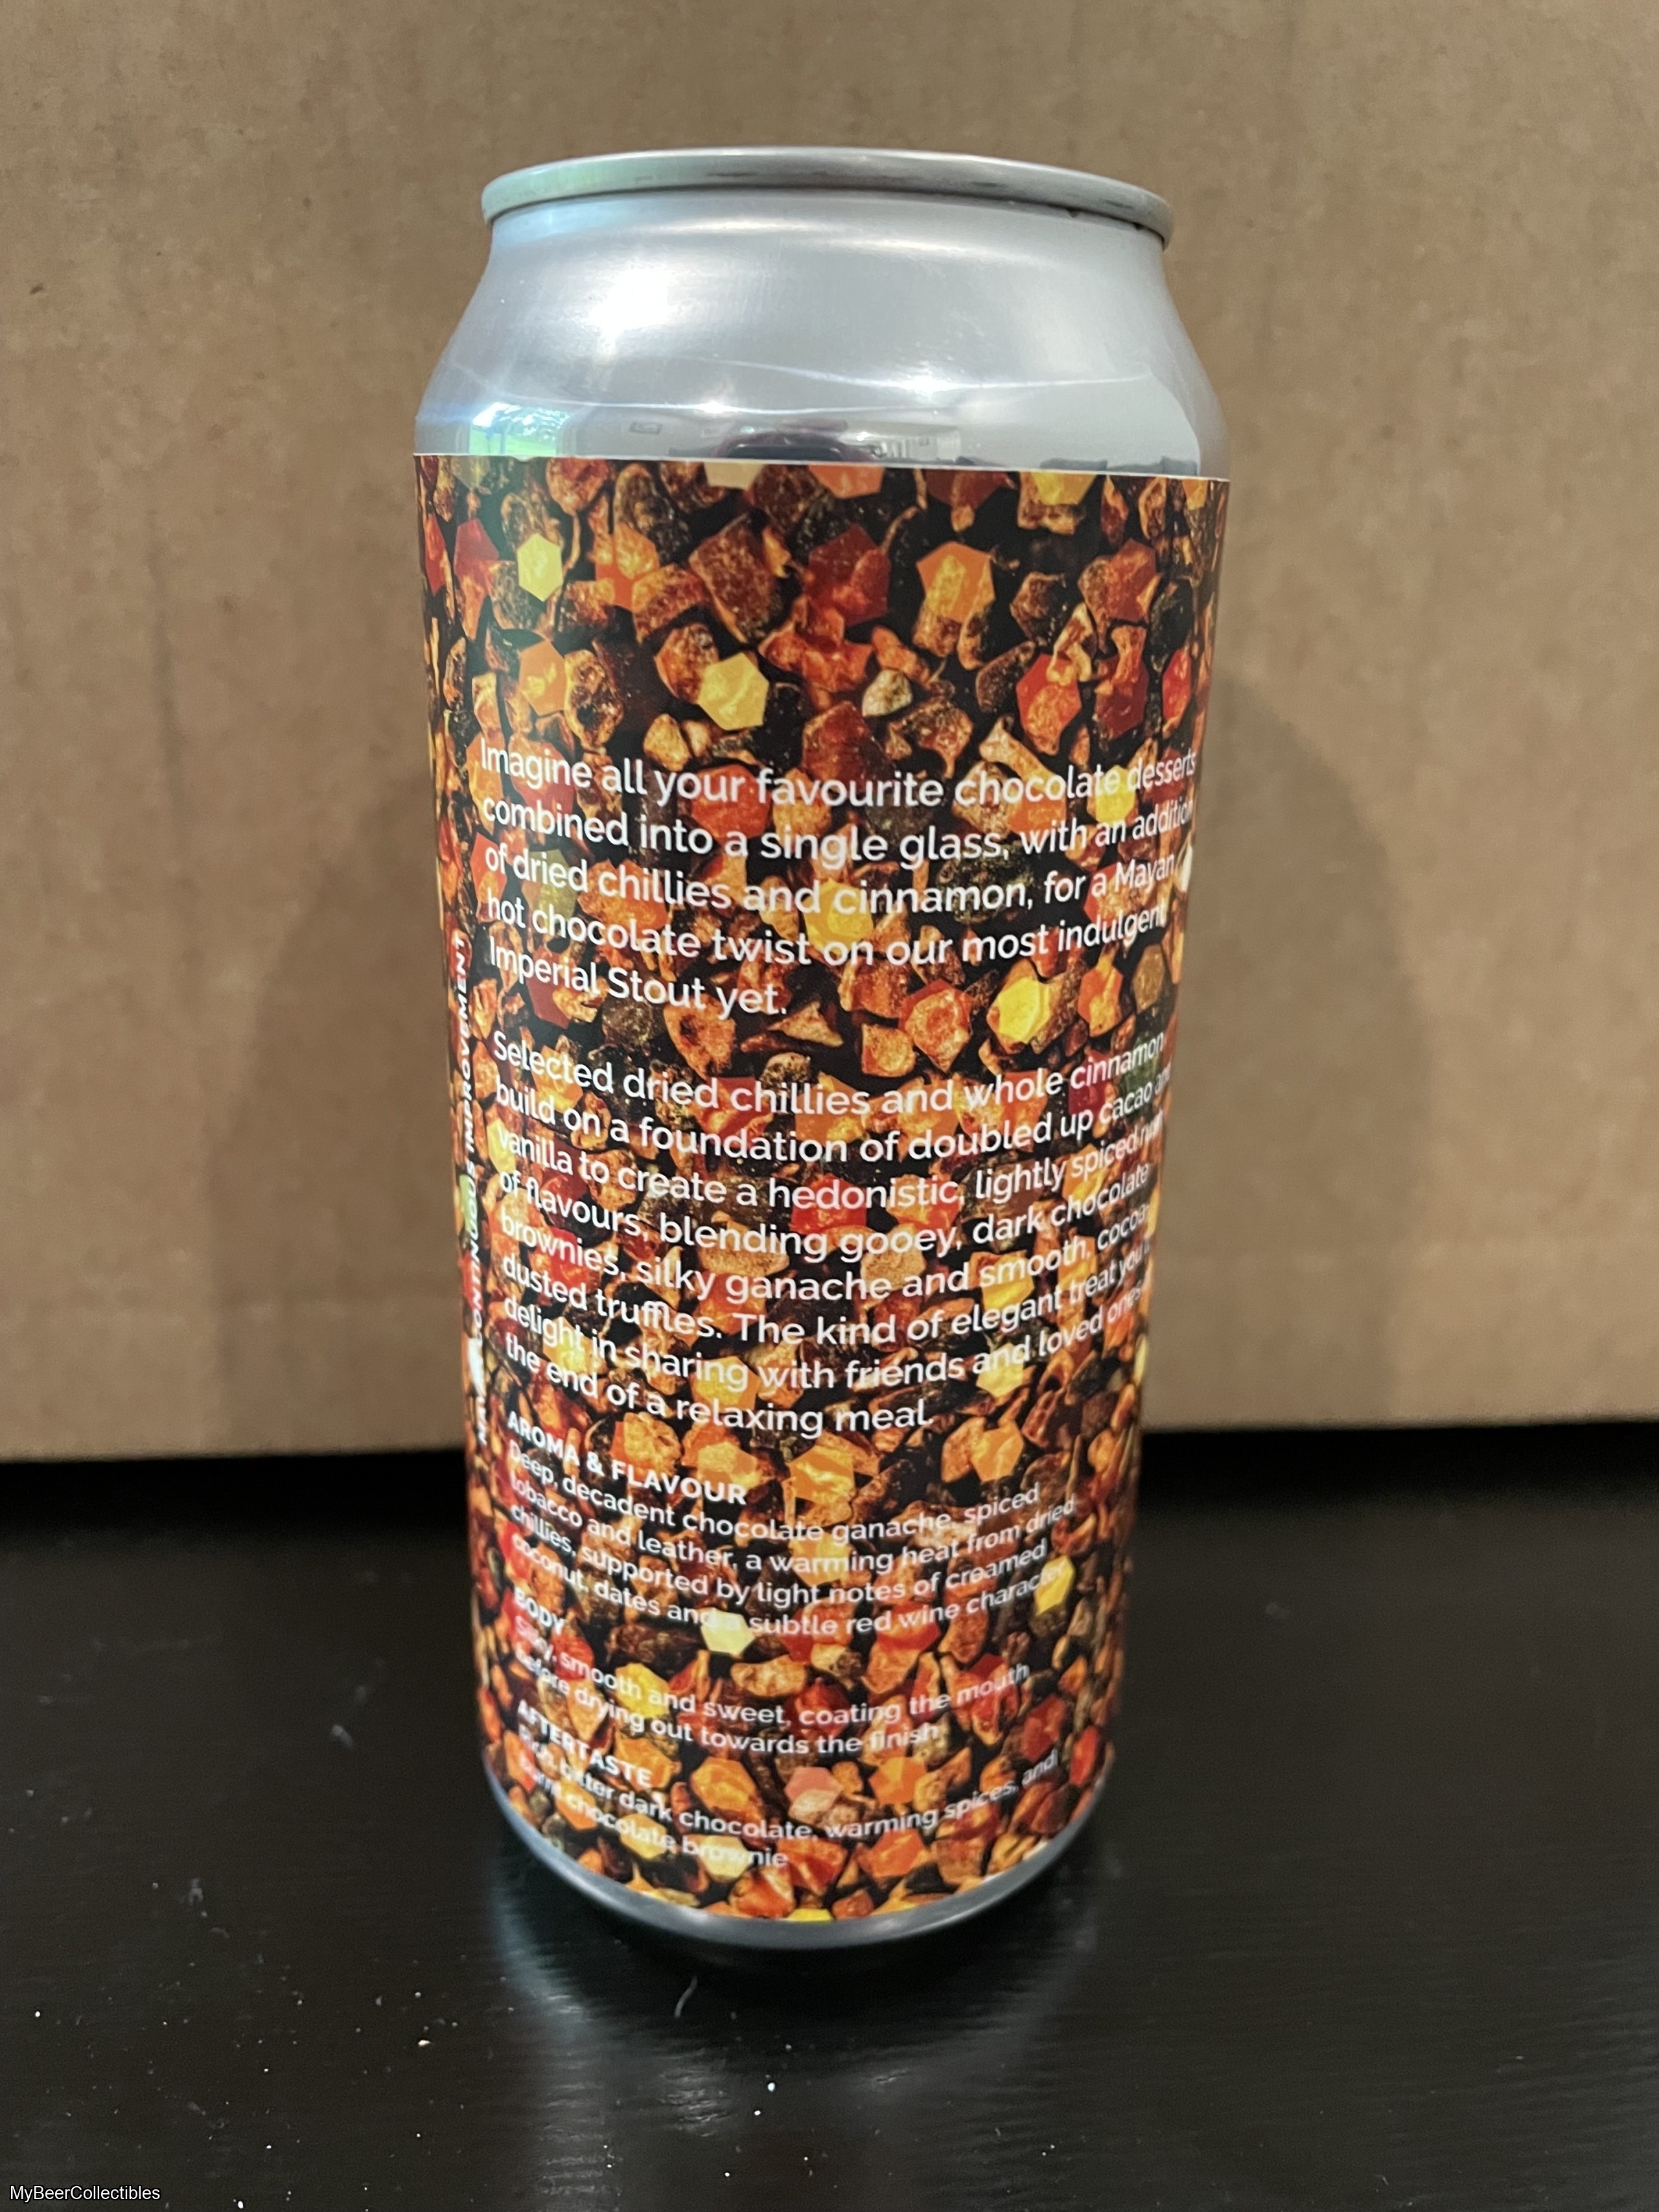 Imagine all your favourite chocolate desserts
combined into a single glass, with an addition
of dried chillies and cinnamon, for a Mayan
hot chocolate twist on our most indulgent
Imperial Stout yet.
Selected dried chillies and whole cinnamon
build on a foundation of doubled up cacao and
vanilla to create a hedonistic, lightly spiced
of flavours, blending gooey, dark chocolate
brownies, silky ganache and smooth, cocoa-
dusted truffles. The kind of elegant treat you
delight in sharing with friends and loved ones
the end of a relaxing meal.
AROMA & FLAVOUR
Deep, decadent chocolate ganache, spiced
tobacco and leather, a warming heat from dried
chillies, supported by light notes of creamed
coconut, dates and a subtle red wine character
BODY
Silky, smooth and sweet, coating the mouth
before drying out towards the finish
AFTERTASTE
Rich, bitter dark chocolate, warming spices, and
chocolate brownie
CONTINUOUS IMPROVEMENT
MyBeerCollectibles